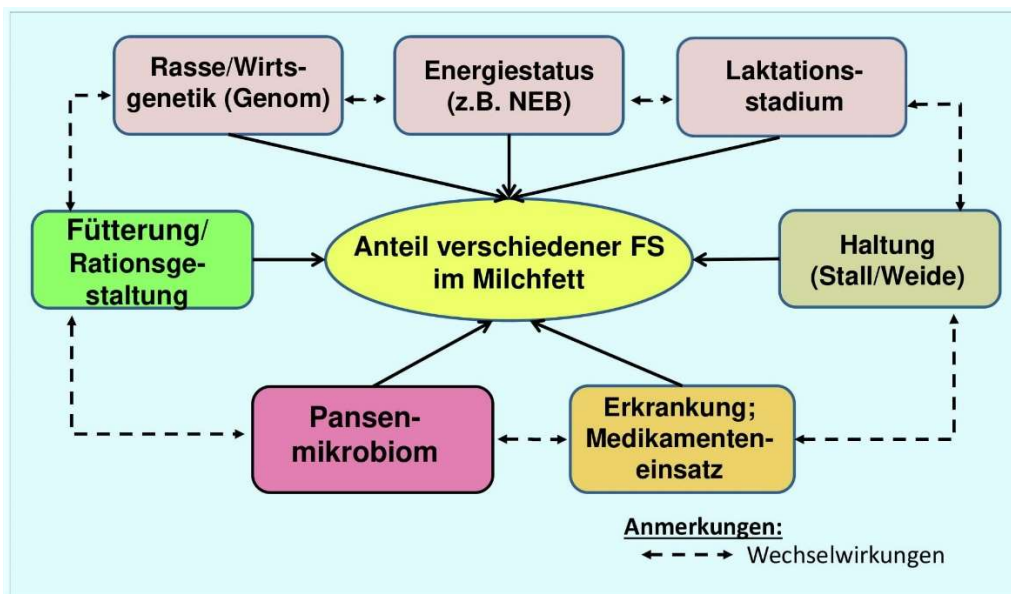 Rasse/Wirts-
genetik (Genom)
Energiestatus
(z.B. NEB)
Laktations-
stadium
Fütterung/
Rationsge-
staltung
Anteil verschiedener FS
im Milchfett
Haltung
(Stall/Weide)
Pansen-
mikrobiom
Erkrankung;
Medikamenten-
einsatz
Anmerkungen:
Wechselwirkungen